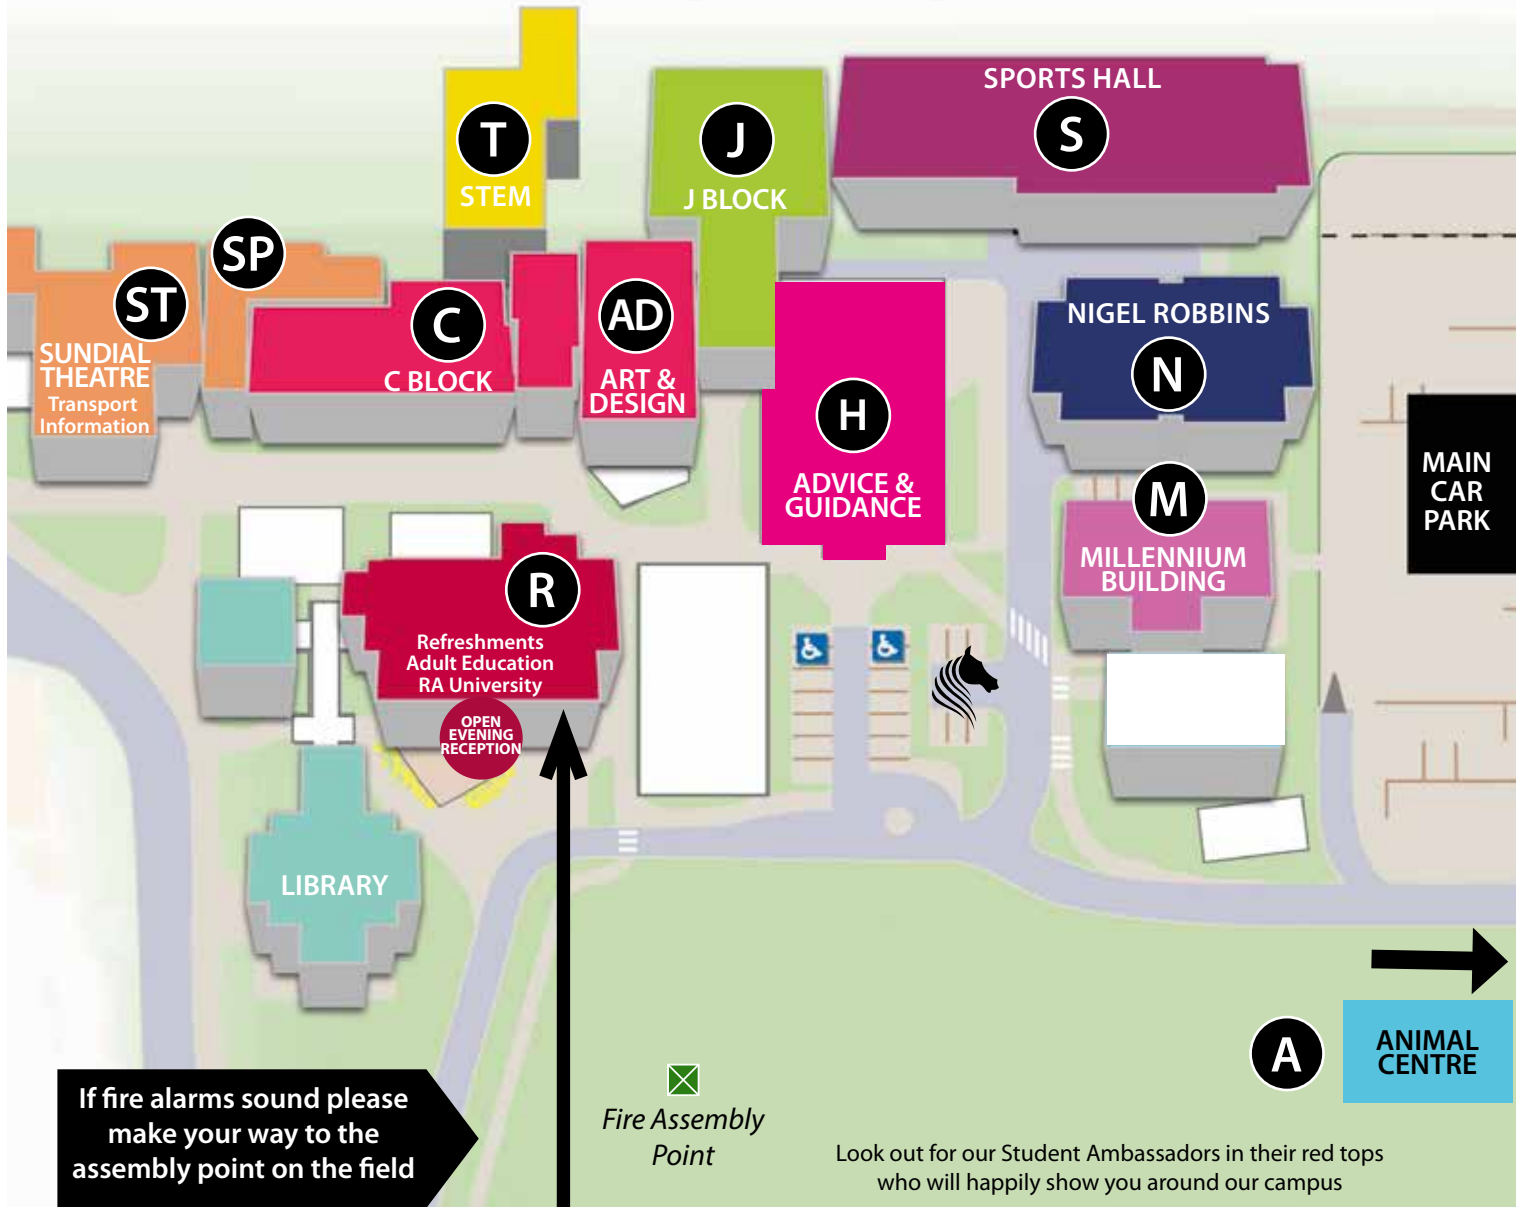 SPORTS HALL
S
T
STEM
J
J BLOCK
SP
ST
SUNDIAL
THEATRE
Transport
Information
C
C BLOCK
AD
ART &
DESIGN
H
ADVICE &
GUIDANCE
NIGEL ROBBINS
N
M
MILLENNIUM
BUILDING
MAIN
CAR
PARK
R
Refreshments
Adult Education
RA University
OPEN
EVENING
RECEPTION
LIBRARY
A
ANIMAL
CENTRE
If fire alarms sound please
make your way to the
assembly point on the field
Fire Assembly
Point
Look out for our Student Ambassadors in their red tops
who will happily show you around our campus